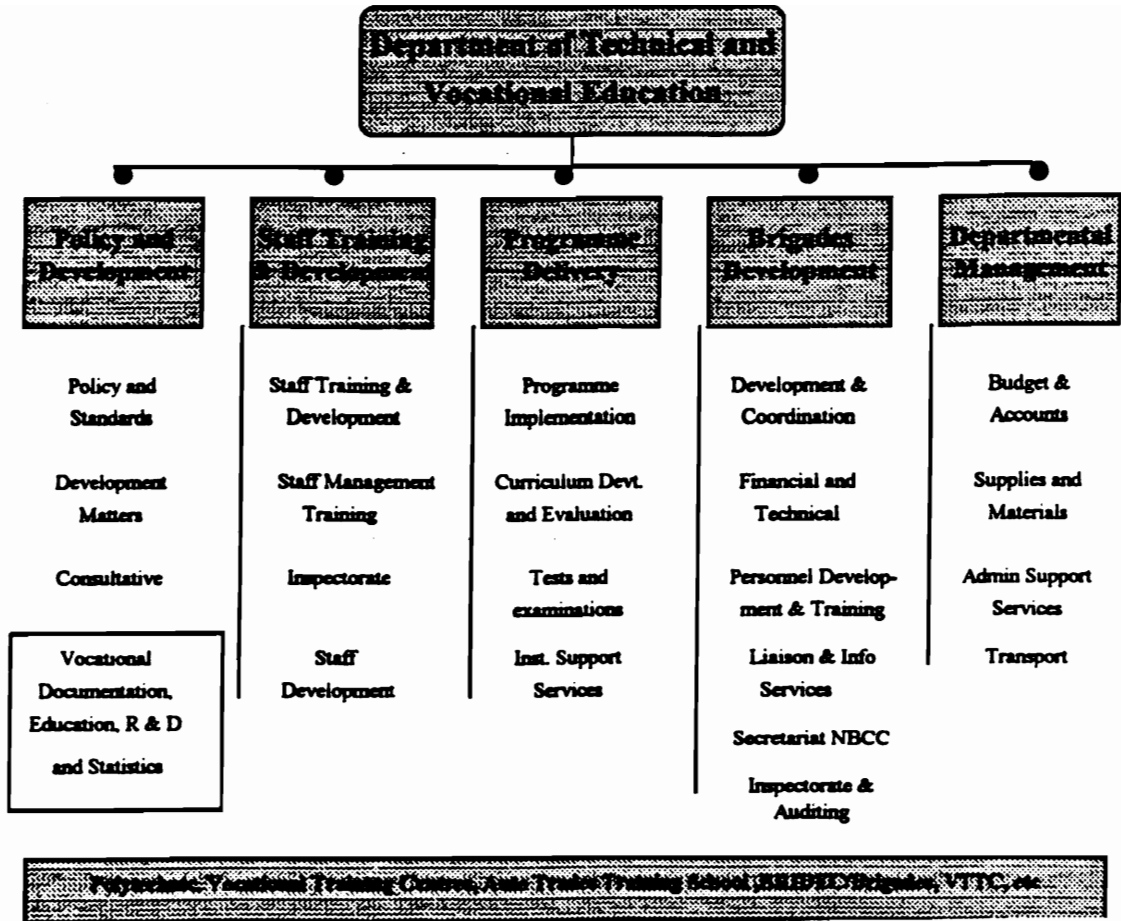 Department of Technical and
Vocational Education
Policy and
Development
Staff Training
& Development
Programme
Delivery
Brigades
Development
Departmental
Management
Policy and
Standards
Development
Matters
Consultative
Vocational
Documentation,
Education, R & D
and Statistics
Staff Training &
Development
Staff Management
Training
Inspectorate
Staff
Development
Programme
Implementation
Curriculum Devt.
and Evaluation
Tests and
examinations
Inst. Support
Services
Development &
Coordination
Financial and
Technical
Personnel Develop-
ment & Training
Liaison & Info
Services
Secretariat NBCC
Inspectorate &
Auditing
Budget &
Accounts
Supplies and
Materials
Admin Support
Services
Transport
Polytechnic, Vocational Training Centres, Auto Trades Training School, Brigades, VTTC, etc